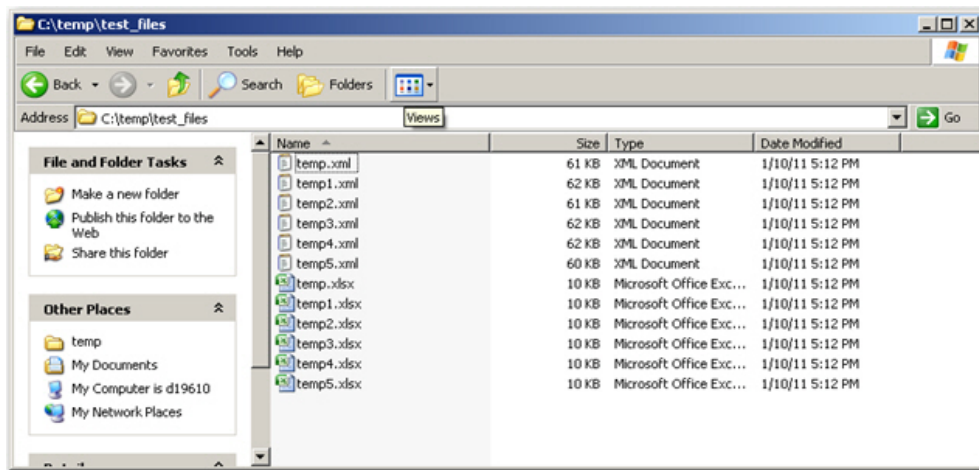 C:\temp\test_files
File Edit View Favorites Tools Help
Back Search Folders
Address C:\temp\test_files Go
Views
File and Folder Tasks
Make a new folder
Publish this folder to the
Web
Share this folder
Other Places
temp
My Documents
My Computer is d19610
My Network Places
Name Size Type Date Modified
temp.xml 61 KB XML Document 1/10/11 5:12 PM
temp1.xml 62 KB XML Document 1/10/11 5:12 PM
temp2.xml 61 KB XML Document 1/10/11 5:12 PM
temp3.xml 62 KB XML Document 1/10/11 5:12 PM
temp4.xml 62 KB XML Document 1/10/11 5:12 PM
temp5.xml 60 KB XML Document 1/10/11 5:12 PM
temp.xlsx 10 KB Microsoft Office Exc... 1/10/11 5:12 PM
temp1.xlsx 10 KB Microsoft Office Exc... 1/10/11 5:12 PM
temp2.xlsx 10 KB Microsoft Office Exc... 1/10/11 5:12 PM
temp3.xlsx 10 KB Microsoft Office Exc... 1/10/11 5:12 PM
temp4.xlsx 10 KB Microsoft Office Exc... 1/10/11 5:12 PM
temp5.xlsx 10 KB Microsoft Office Exc... 1/10/11 5:12 PM